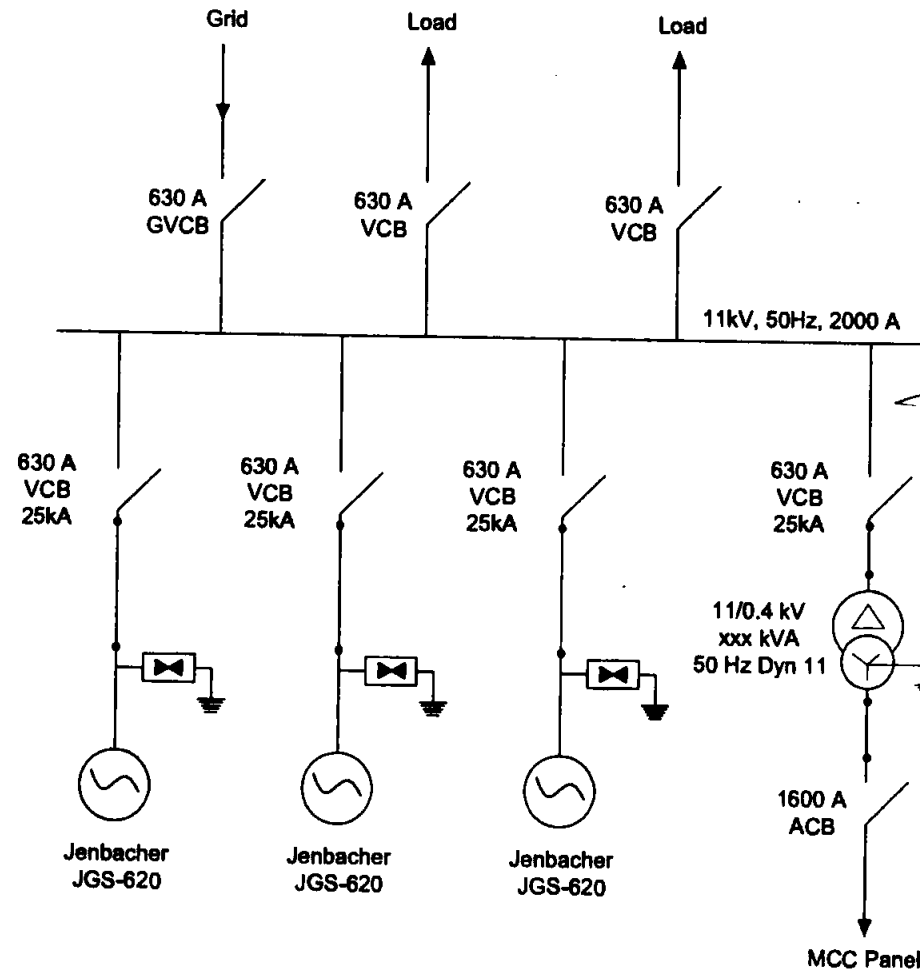 Grid
Load
Load
630 A
GVCB
630 A
VCB
630 A
VCB
11kV, 50Hz, 2000 A
630 A
VCB
25kA
630 A
VCB
25kA
630 A
VCB
25kA
630 A
VCB
25kA
11/0.4 kV
xxx kVA
50 Hz Dyn 11
1600 A
ACB
Jenbacher
JGS-620
Jenbacher
JGS-620
Jenbacher
JGS-620
MCC Panel